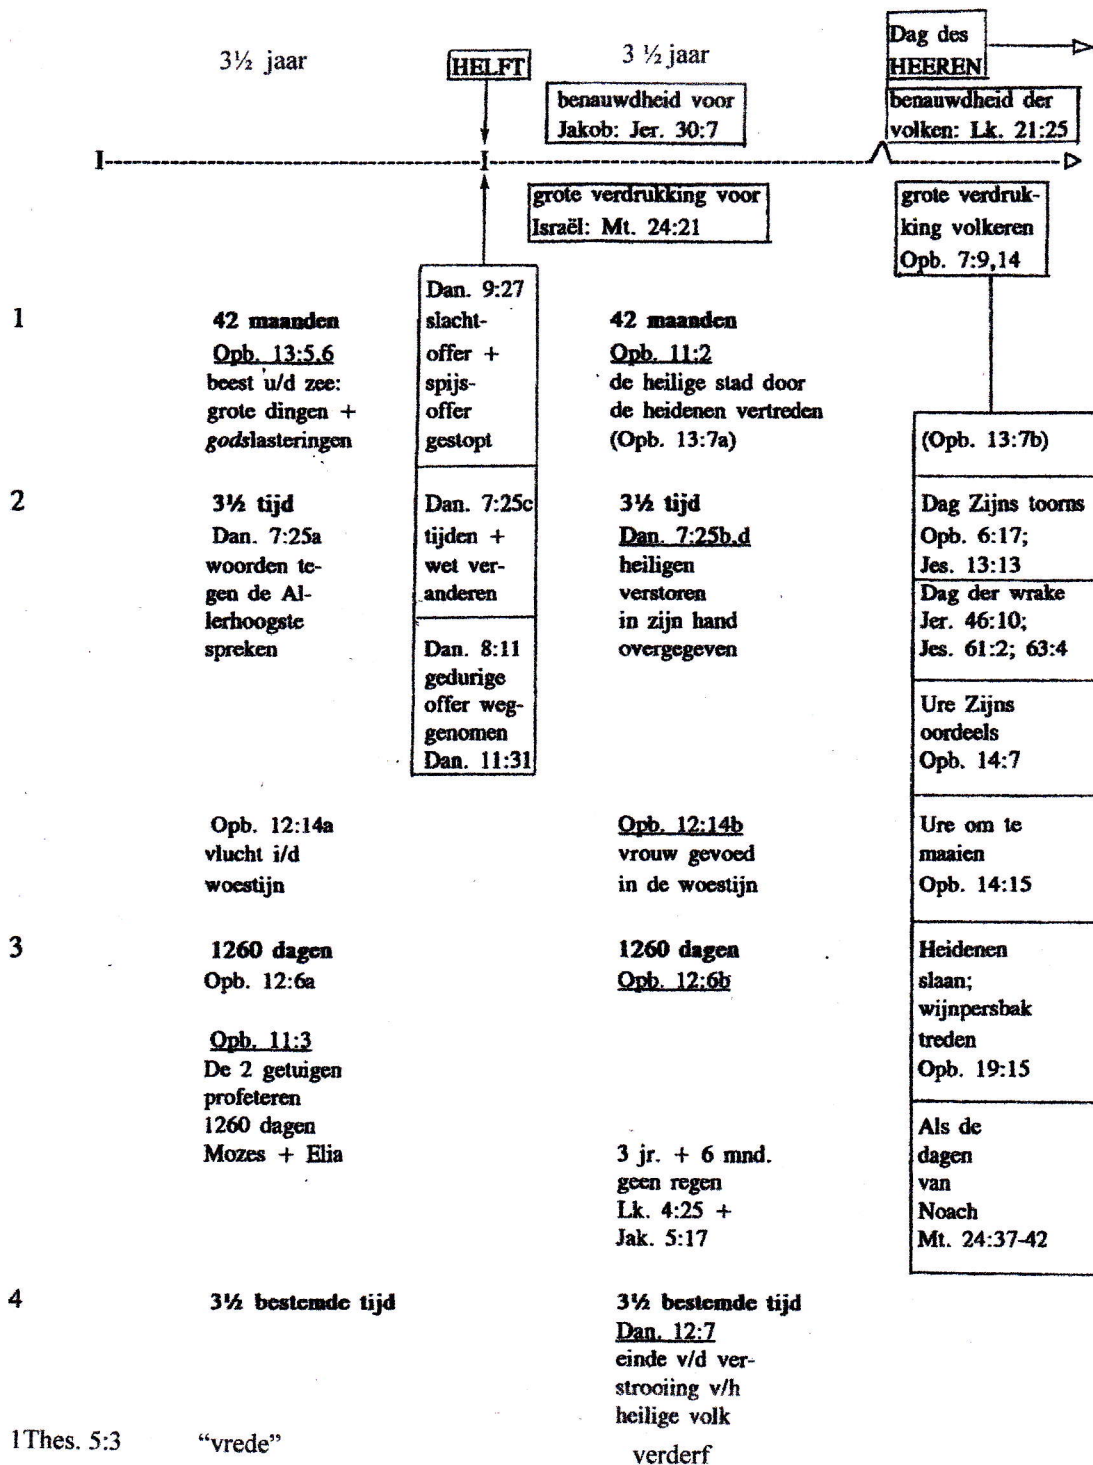 3½ jaar
HELFT
3 ½ jaar
Dag des
HEEREN
benauwdheid voor
Jakob: Jer. 30:7
benauwdheid der
volken: Lk. 21:25
grote verdrukking voor
Israël: Mt. 24:21
grote verdruk-
king volkeren
Opb. 7:9,14
1
42 maanden
Opb. 13:5.6
beest u/d zee:
grote dingen +
godslasteringen
Dan. 9:27
slacht-
offer +
spijs-
offer
gestopt
42 maanden
Opb. 11:2
de heilige stad door
de heidenen vertreden
(Opb. 13:7a)
(Opb. 13:7b)
2
3½ tijd
Dan. 7:25a
woorden te-
gen de Al-
lerhoogste
spreken
Dan. 7:25c
tijden +
wet ver-
anderen
Dan. 8:11
gedurige
offer weg-
genomen
Dan. 11:31
3½ tijd
Dan. 7:25b.d
heiligen
verstoren
in zijn hand
overgegeven
Dag Zijns toorns
Opb. 6:17;
Jes. 13:13
Dag der wrake
Jer. 46:10;
Jes. 61:2; 63:4
Ure Zijns
oordeels
Opb. 14:7
Opb. 12:14a
vlucht i/d
woestijn
Opb. 12:14b
vrouw gevoed
in de woestijn
Ure om te
maaien
Opb. 14:15
3
1260 dagen
Opb. 12:6a
Opb. 11:3
De 2 getuigen
profeteren
1260 dagen
Mozes + Elia
1260 dagen
Opb. 12:6b
3 jr. + 6 mnd.
geen regen
Lk. 4:25 +
Jak. 5:17
Heidenen
slaan;
wijnpersbak
treden
Opb. 19:15
Als de
dagen
van
Noach
Mt. 24:37-42
4
3½ bestemde tijd
3½ bestemde tijd
Dan. 12:7
einde v/d ver-
strooiing v/h
heilige volk
1Thes. 5:3
“vrede”
verderf